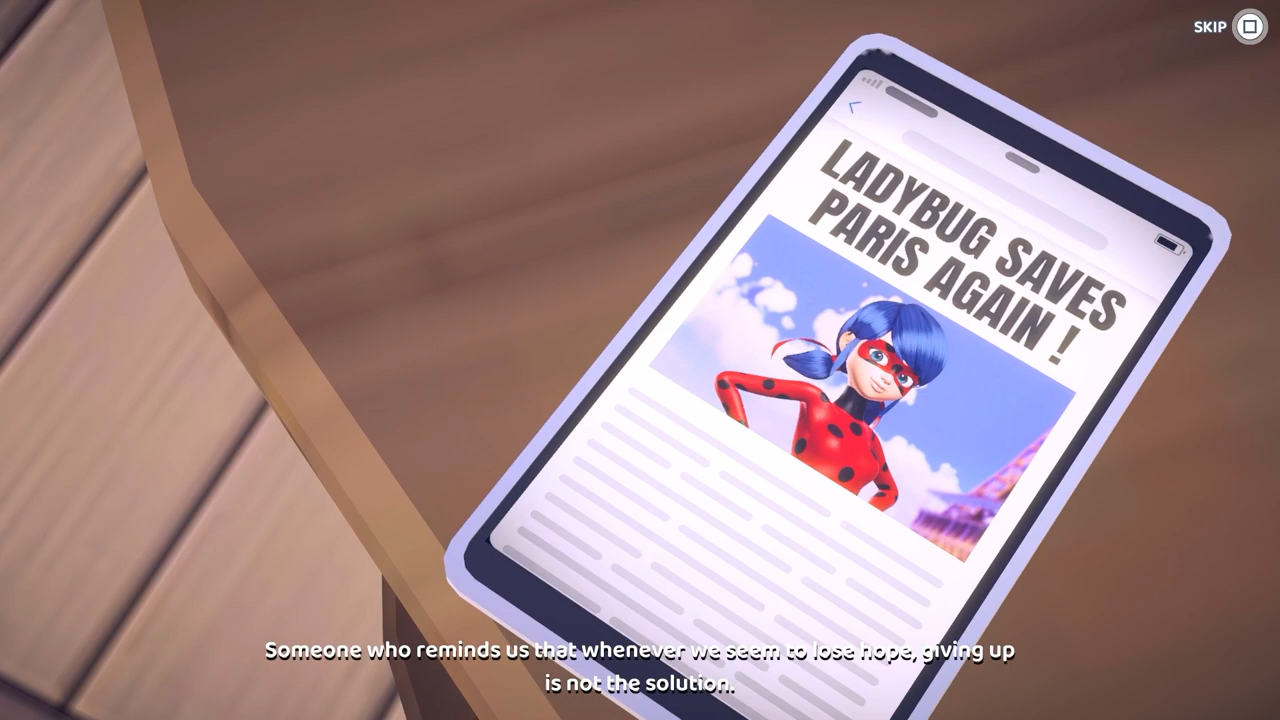 SKIP
LADYBUG SAVES
PARIS AGAIN !
Someone who reminds us that whenever we seem to lose hope, giving up
is not the solution.